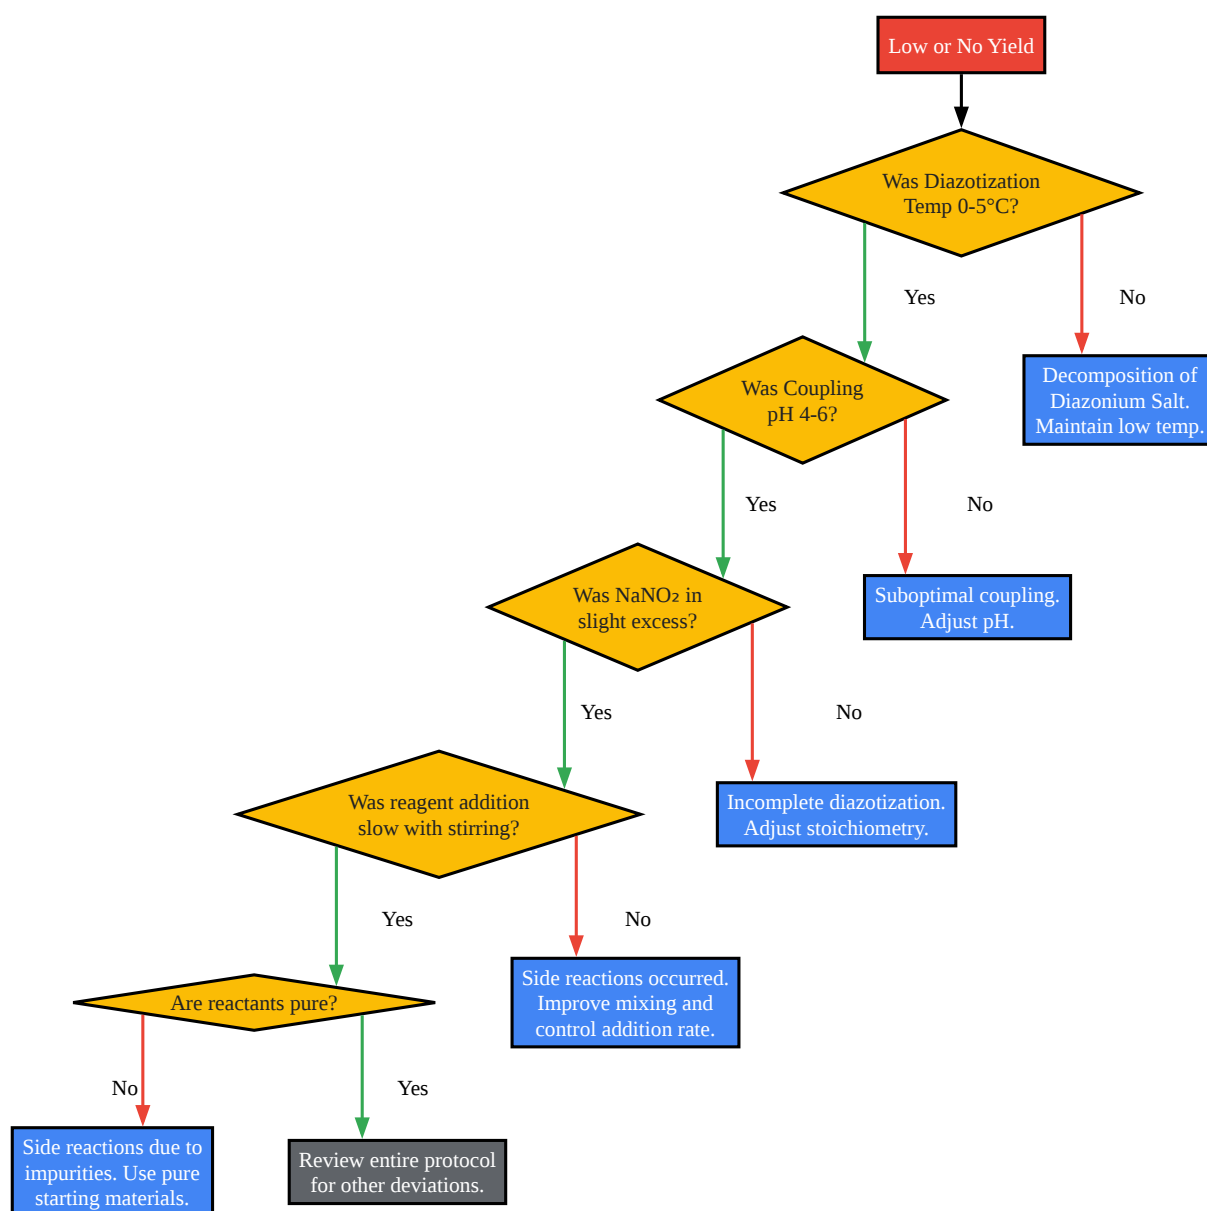 Low or No Yield
Was Diazotization
Temp 0-5°C?
Yes
No
Decomposition of
Diazonium Salt.
Maintain low temp.
Was Coupling
pH 4-6?
Yes
No
Suboptimal coupling.
Adjust pH.
Was NaNO₂ in
slight excess?
Yes
No
Incomplete diazotization.
Adjust stoichiometry.
Was reagent addition
slow with stirring?
Yes
No
Side reactions occurred.
Improve mixing and
control addition rate.
Are reactants pure?
No
Yes
Side reactions due to
impurities. Use pure
starting materials.
Review entire protocol
for other deviations.